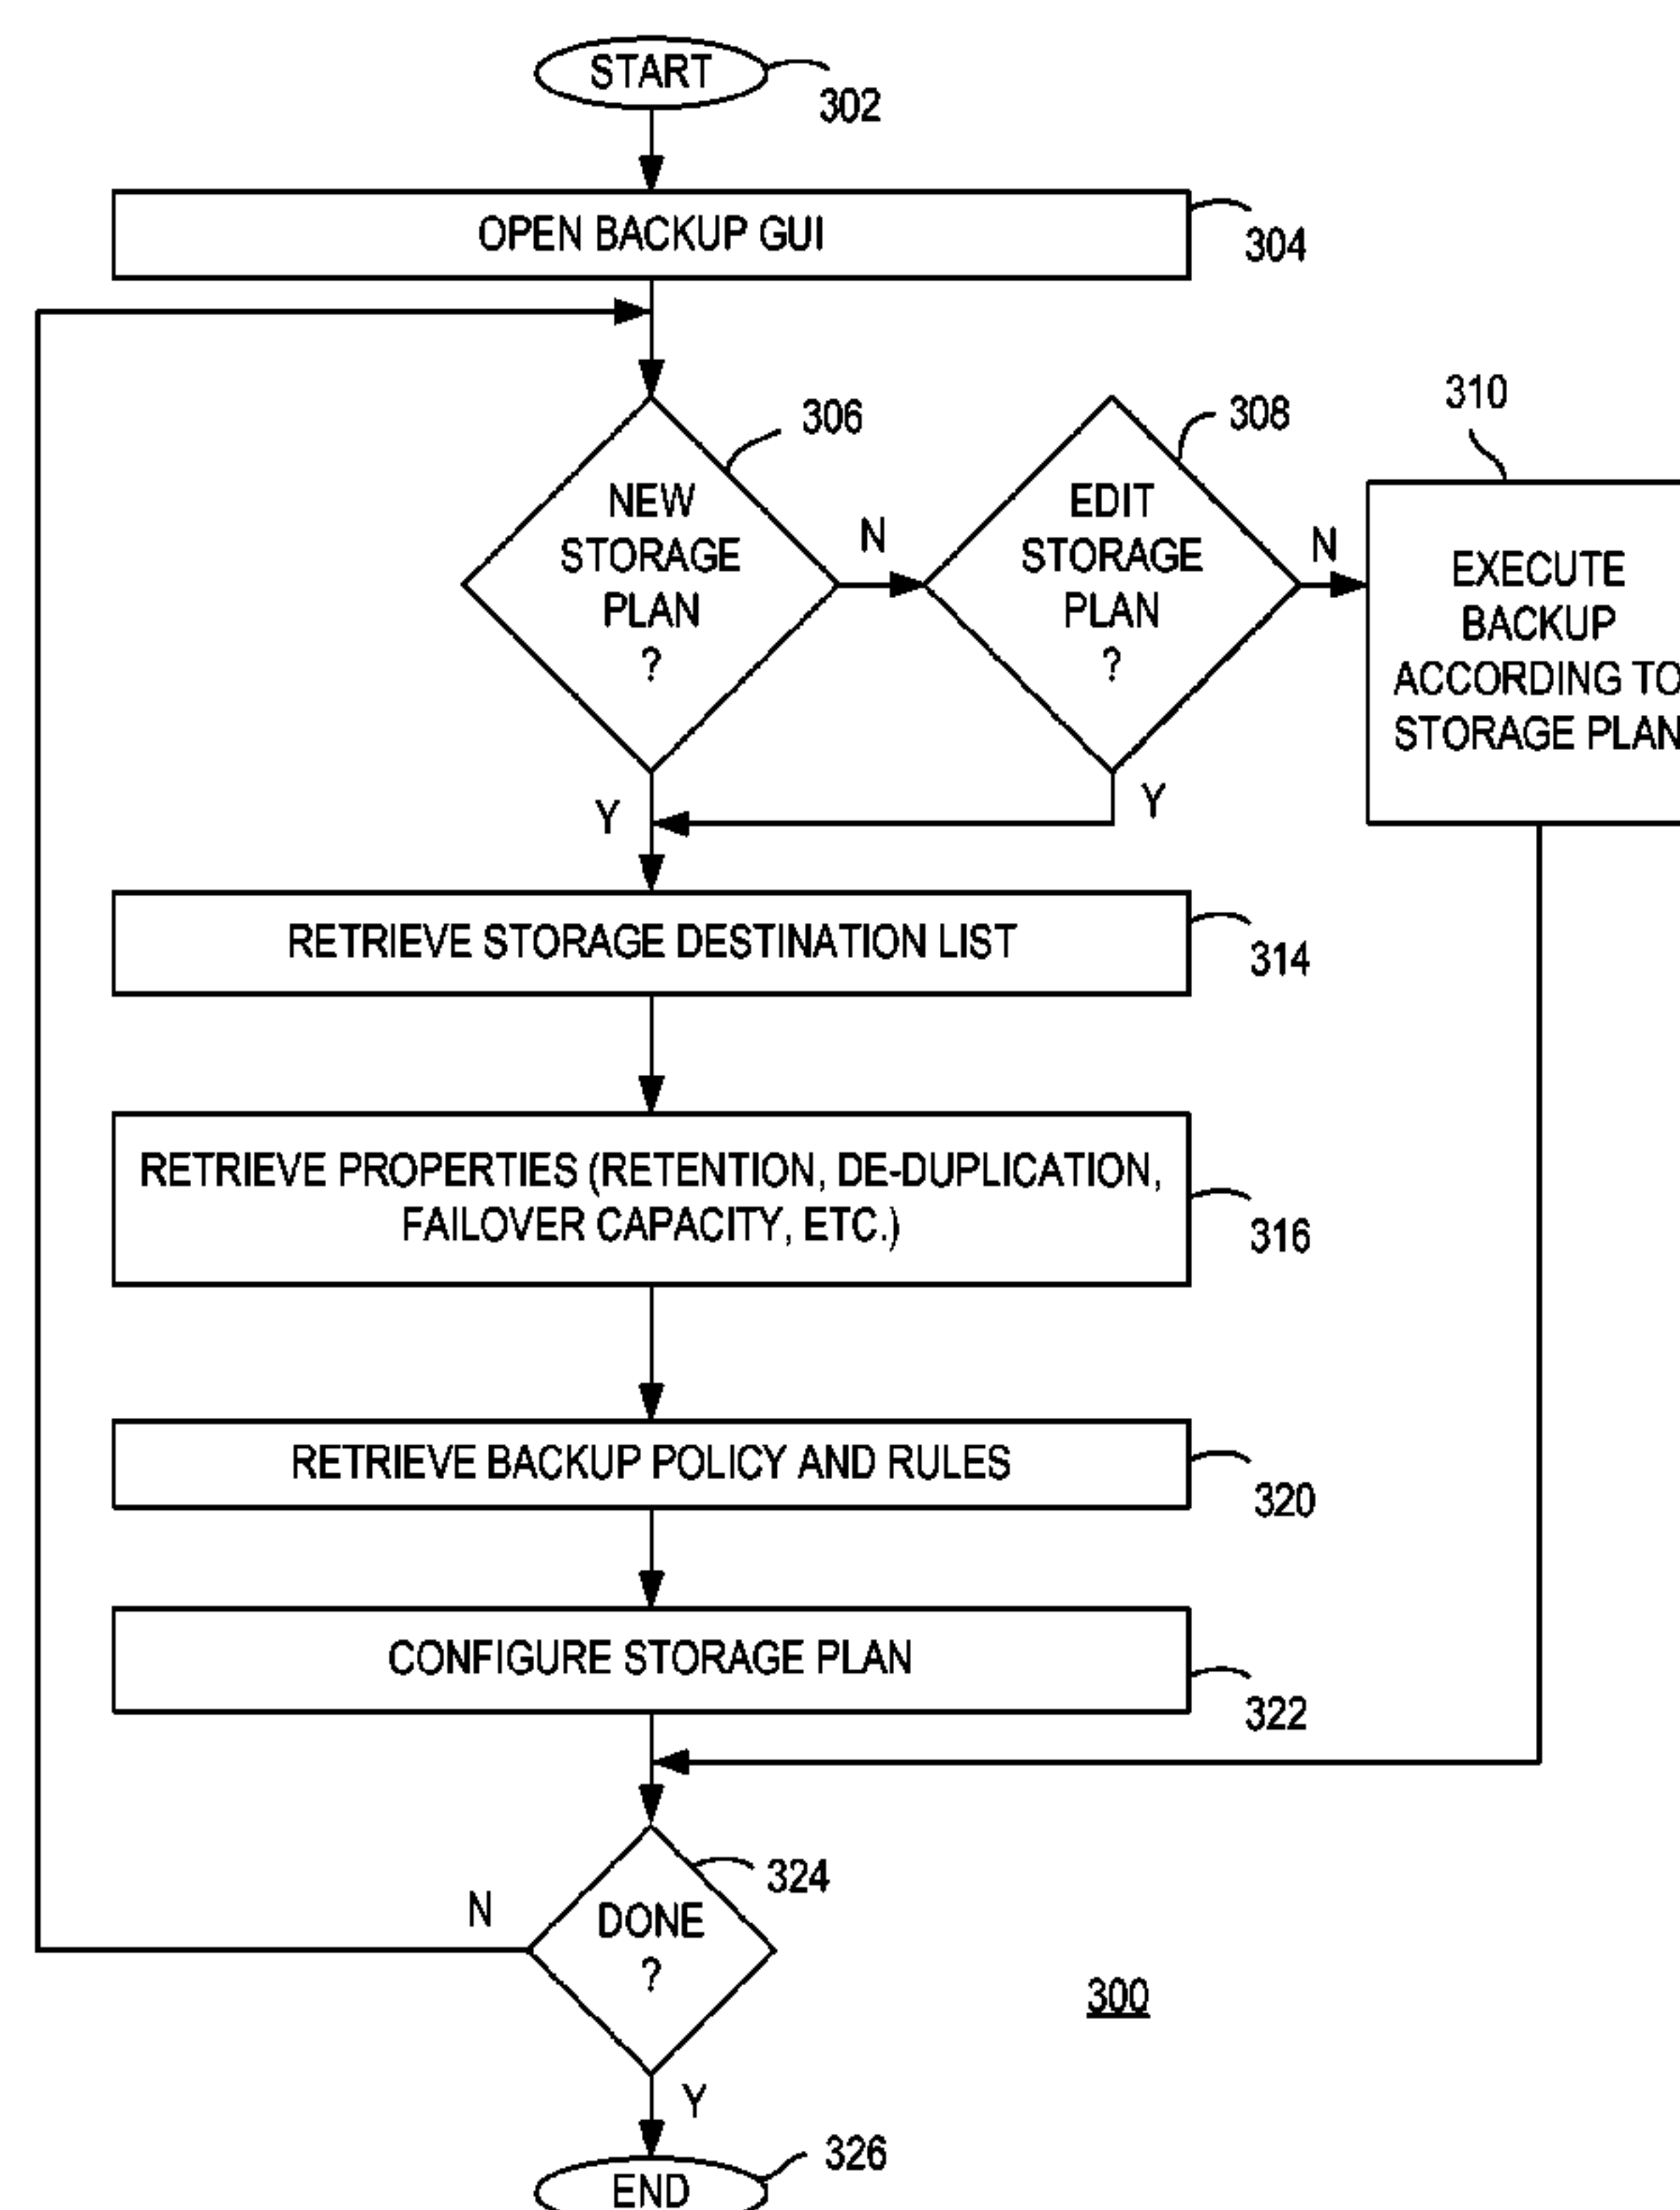 START
302
OPEN BACKUP GUI
304
306
308
310
NEW
STORAGE
PLAN
?
N
EDIT
STORAGE
PLAN
?
N
EXECUTE
BACKUP
ACCORDING TO
STORAGE PLAN
Y
Y
RETRIEVE STORAGE DESTINATION LIST
314
RETRIEVE PROPERTIES (RETENTION, DE-DUPLICATION,
FAILOVER CAPACITY, ETC.)
316
RETRIEVE BACKUP POLICY AND RULES
320
CONFIGURE STORAGE PLAN
322
324
N
DONE
?
300
Y
326
END